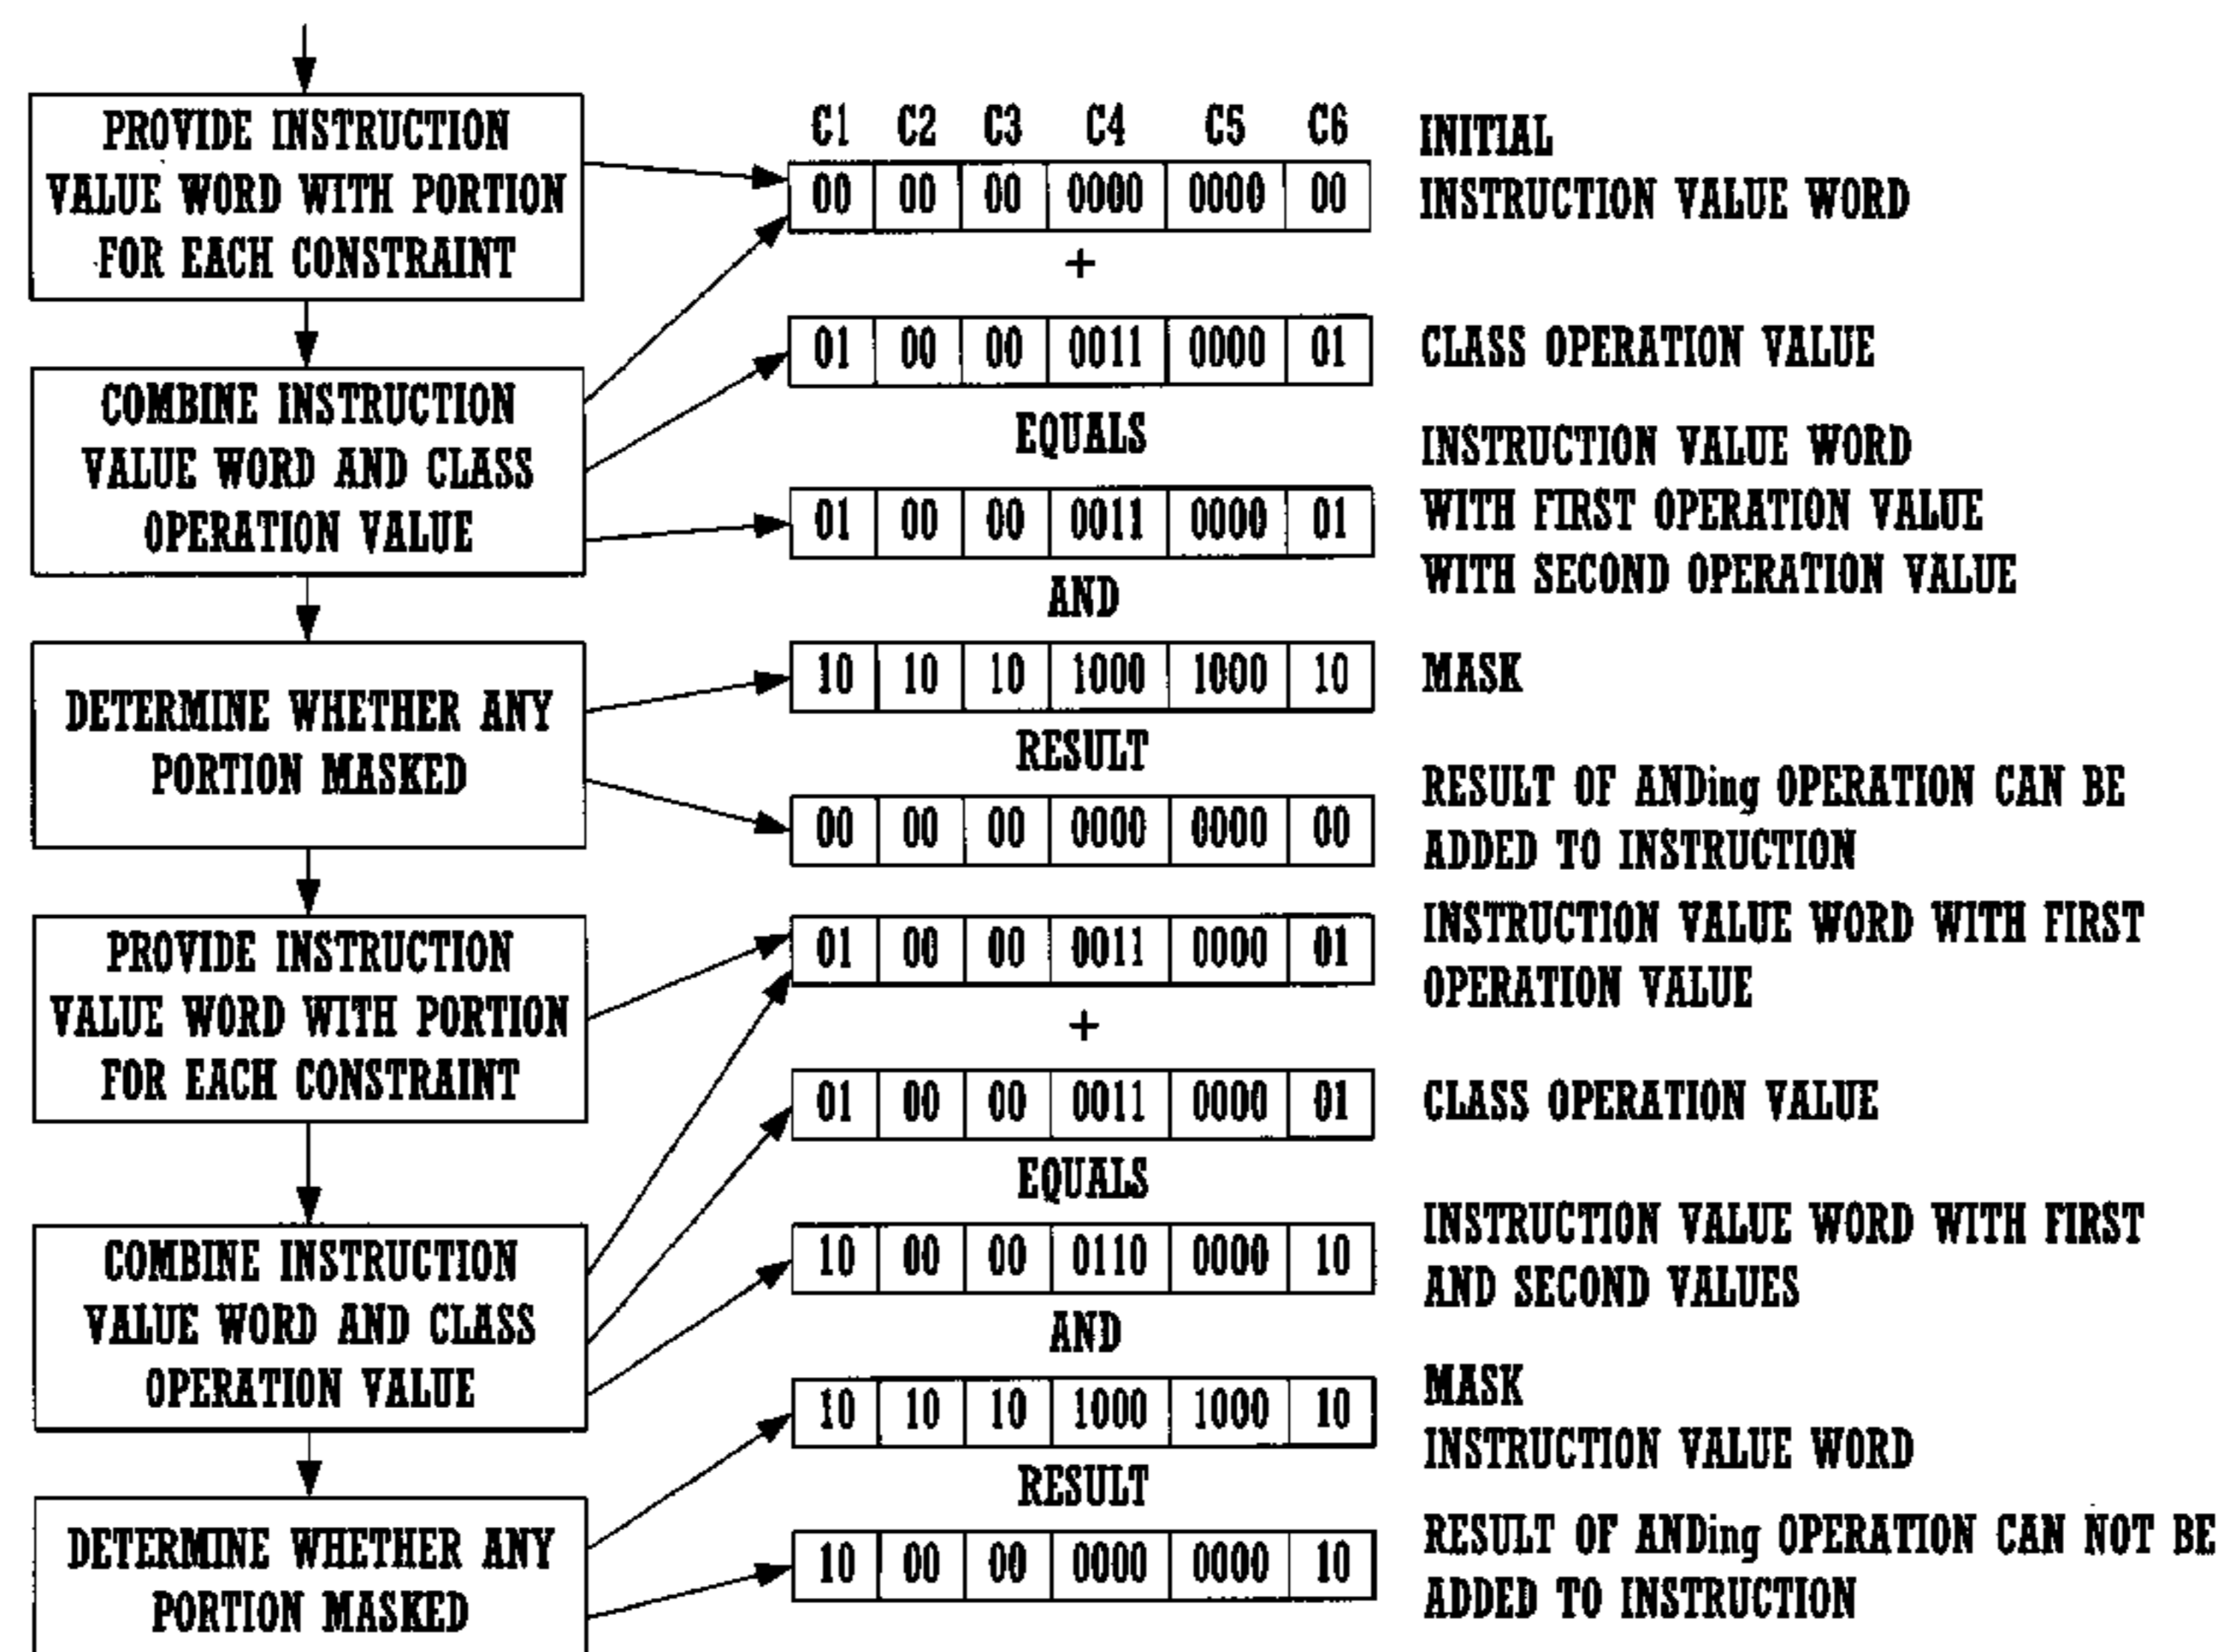 PROVIDE INSTRUCTION
VALUE WORD WITH PORTION
FOR EACH CONSTRAINT
C1 C2 C3 C4 C5 C6
00 00 00 0000 0000 00
INITIAL
INSTRUCTION VALUE WORD
+
COMBINE INSTRUCTION
VALUE WORD AND CLASS
OPERATION VALUE
01 00 00 0011 0000 01
CLASS OPERATION VALUE
EQUALS
01 00 00 0011 0000 01
INSTRUCTION VALUE WORD
WITH FIRST OPERATION VALUE
WITH SECOND OPERATION VALUE
AND
DETERMINE WHETHER ANY
PORTION MASKED
10 10 10 1000 1000 10
MASK
RESULT
00 00 00 0000 0000 00
RESULT OF ANDing OPERATION CAN BE
ADDED TO INSTRUCTION
PROVIDE INSTRUCTION
VALUE WORD WITH PORTION
FOR EACH CONSTRAINT
01 00 00 0011 0000 01
INSTRUCTION VALUE WORD WITH FIRST
OPERATION VALUE
+
01 00 00 0011 0000 01
CLASS OPERATION VALUE
EQUALS
COMBINE INSTRUCTION
VALUE WORD AND CLASS
OPERATION VALUE
10 00 00 0110 0000 10
INSTRUCTION VALUE WORD WITH FIRST
AND SECOND VALUES
AND
10 10 10 1000 1000 10
MASK
INSTRUCTION VALUE WORD
RESULT
DETERMINE WHETHER ANY
PORTION MASKED
10 00 00 0000 0000 10
RESULT OF ANDing OPERATION CAN NOT BE
ADDED TO INSTRUCTION